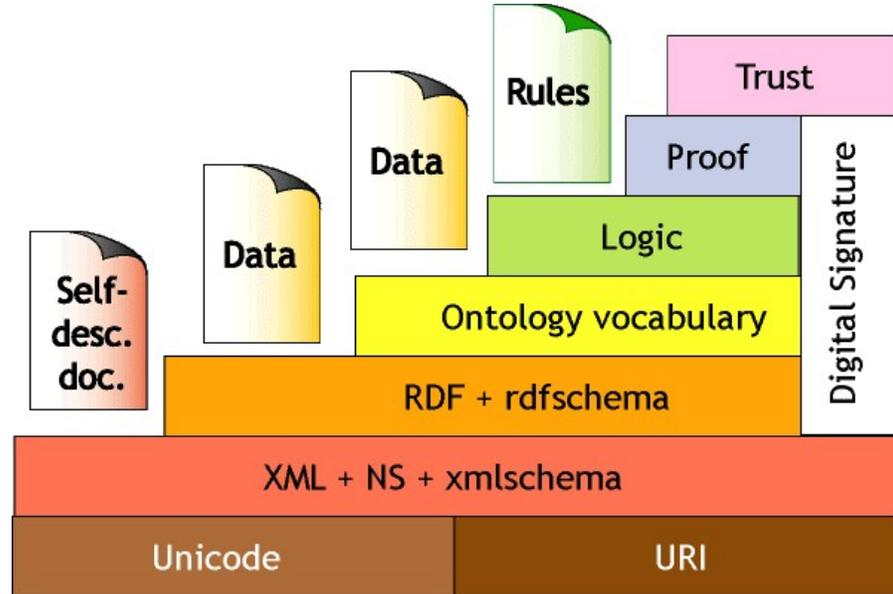 Rules
Trust
Data
Proof
Data
Logic
Digital Signature
Self-
desc.
doc.
Ontology vocabulary
RDF + rdfschema
XML + NS + xmlschema
Unicode
URI